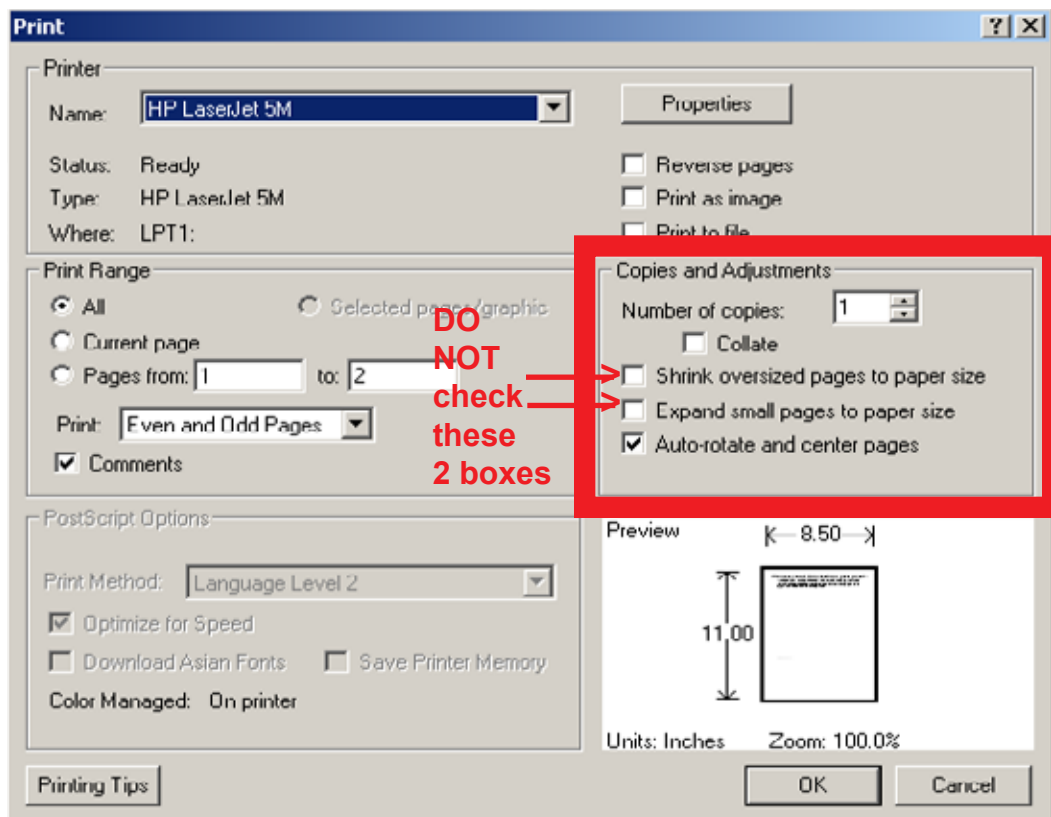 Print
Printer
Name: HP LaserJet 5M
Properties
Status: Ready
Reverse pages
Type: HP LaserJet 5M
Print as image
Where: LPT1:
Print to file
Print Range
All
Selected pages/graphic
Current page
Pages from: 1 to: 2
Print: Even and Odd Pages
Comments
DO
NOT
check
these
2 boxes
Copies and Adjustments
Number of copies: 1
Collate
Shrink oversized pages to paper size
Expand small pages to paper size
Auto-rotate and center pages
PostScript Options
Print Method: Language Level 2
Optimize for Speed
Download Asian Fonts
Save Printer Memory
Color Managed: On printer
Preview
8.50
11.00
Units: Inches Zoom: 100.0%
Printing Tips
OK
Cancel